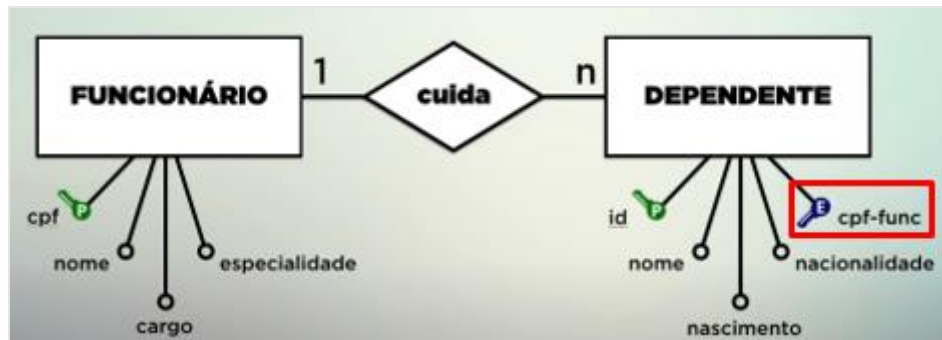 FUNCIONÁRIO
1
cuida
n
DEPENDENTE
cpf
P
nome
cargo
especialidade
id
P
nome
nascimento
nacionalidade
E
cpf-func